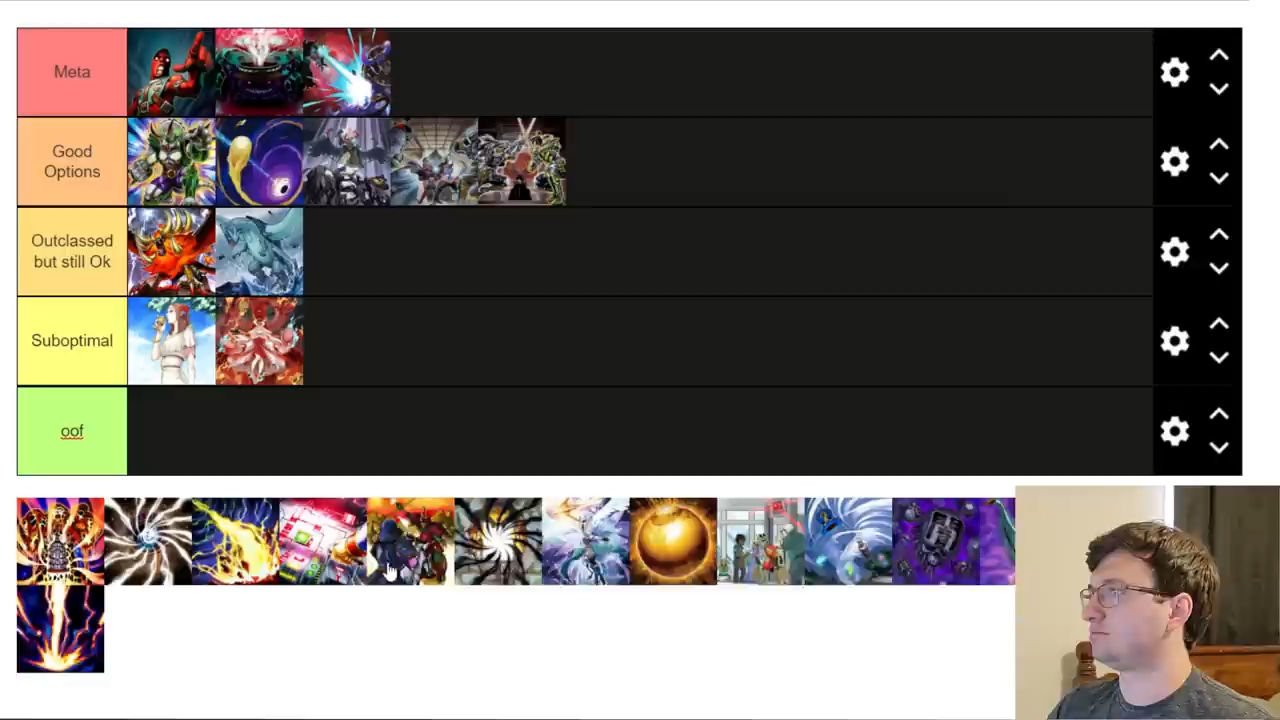 Meta
Good
Options
Outclassed
but still Ok
Suboptimal
oof